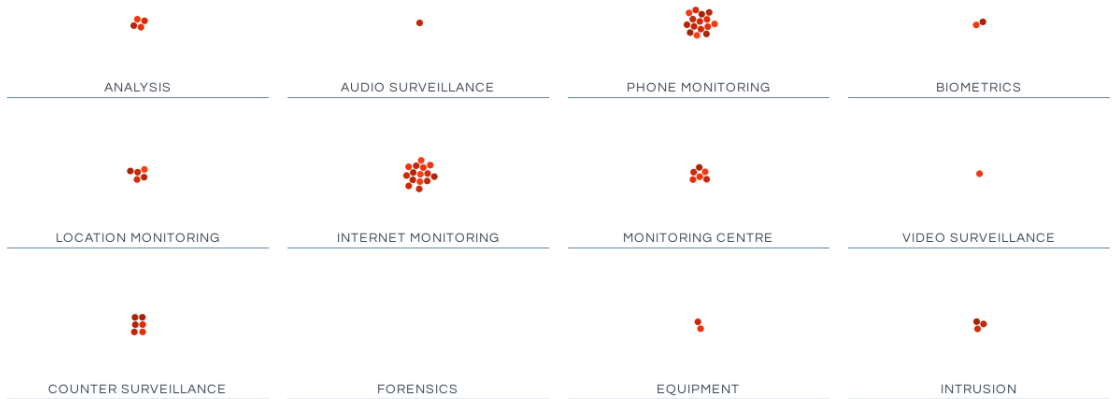 ANALYSIS
AUDIO SURVEILLANCE
PHONE MONITORING
BIOMETRICS
LOCATION MONITORING
INTERNET MONITORING
MONITORING CENTRE
VIDEO SURVEILLANCE
COUNTER SURVEILLANCE
FORENSICS
EQUIPMENT
INTRUSION